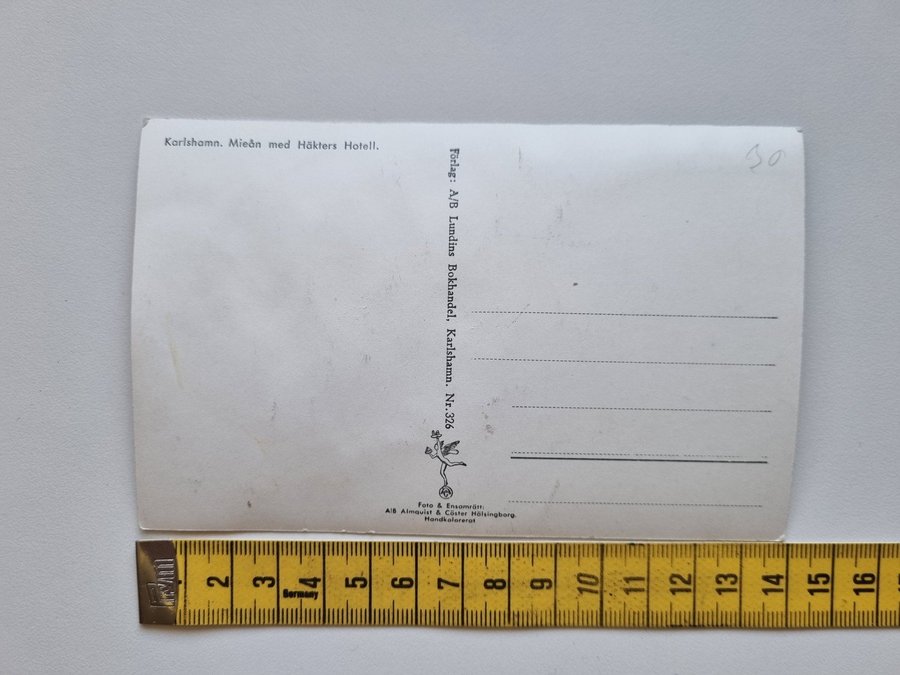 Karlshamn. Mieån med Häkters Hotell.
30
Förlag: A/B Lundins Bokhandel, Karlshamn. Nr.326
Foto & Ensamrätt:
A/B Almquist & Cöster Hälsingborg.
Handkolorerat
2 3 4 5 6 7 8 9 10 11 12 13 14 15 16
Germany